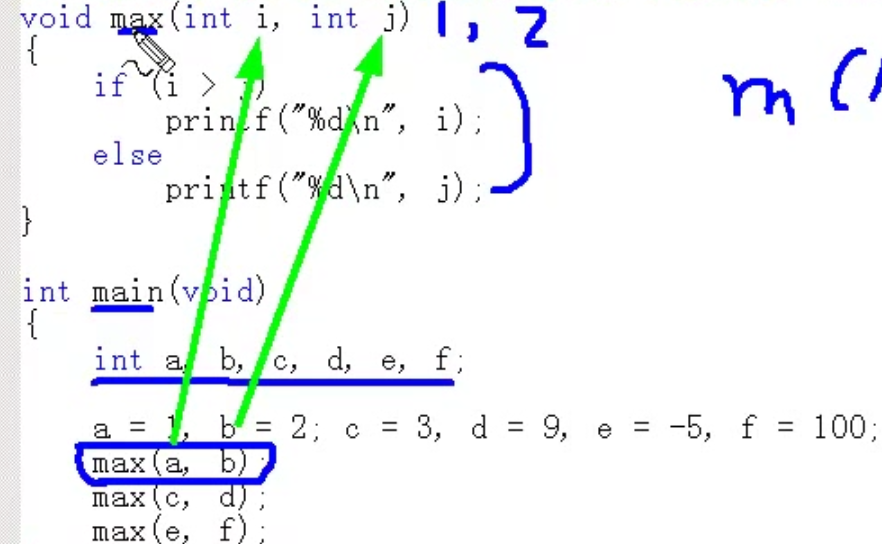 void max(int i, int j) 1, 2
{
if (i > j) m (
printf("%d\n", i);
else
printf("%d\n", j);
}
int main(void)
{
int a, b, c, d, e, f;
a = 1, b = 2; c = 3, d = 9, e = -5, f = 100;
max(a, b);
max(c, d);
max(e, f);